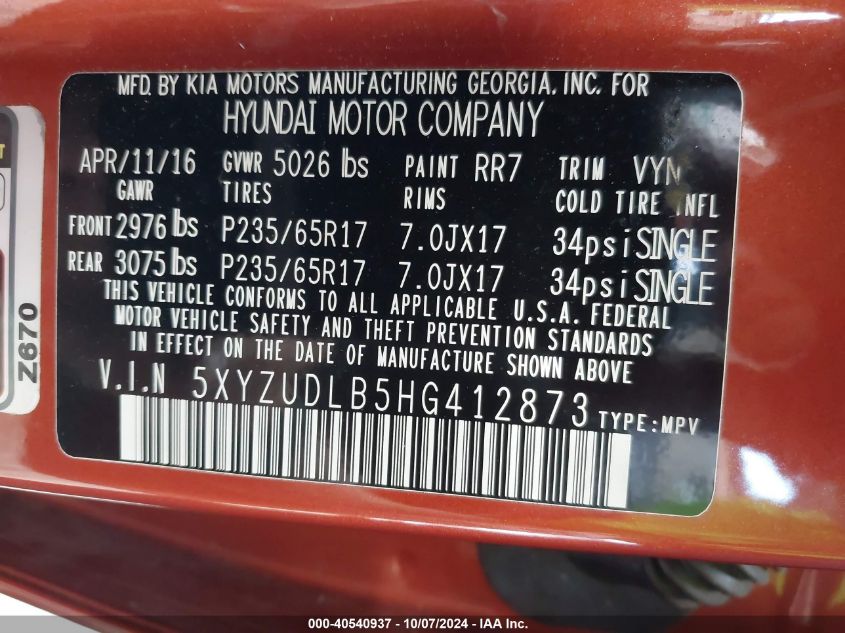 MFD. BY KIA MOTORS MANUFACTURING GEORGIA, INC. FOR
HYUNDAI MOTOR COMPANY
APR/11/16 GVWR 5026 lbs PAINT RR7 TRIM VYN
GAWR TIRES RIMS COLD TIRE INFL
FRONT 2976 lbs P235/65R17 7.0JX17 34psi SINGLE
REAR 3075 lbs P235/65R17 7.0JX17 34psi SINGLE
THIS VEHICLE CONFORMS TO ALL APPLICABLE U.S.A. FEDERAL
MOTOR VEHICLE SAFETY AND THEFT PREVENTION STANDARDS
IN EFFECT ON THE DATE OF MANUFACTURE SHOWN ABOVE
V.I.N 5XYZUDLB5HG412873 TYPE:MPV
Z670
000-40540937 - 10/07/2024 - IAA Inc.